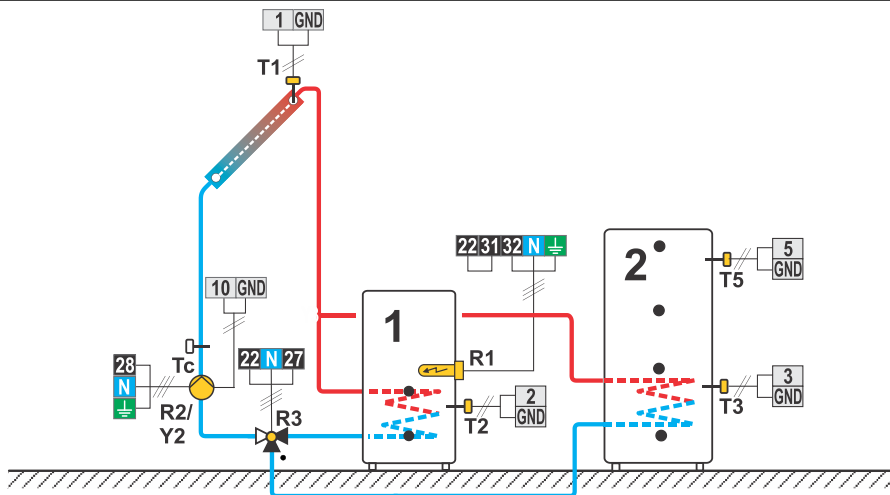 1 GND
T1
22 31 32 N
2
5
GND
T5
10 GND
1
Tc
28
N
22 N 27
R1
3
GND
T3
2
GND
T2
R2/
Y2
R3